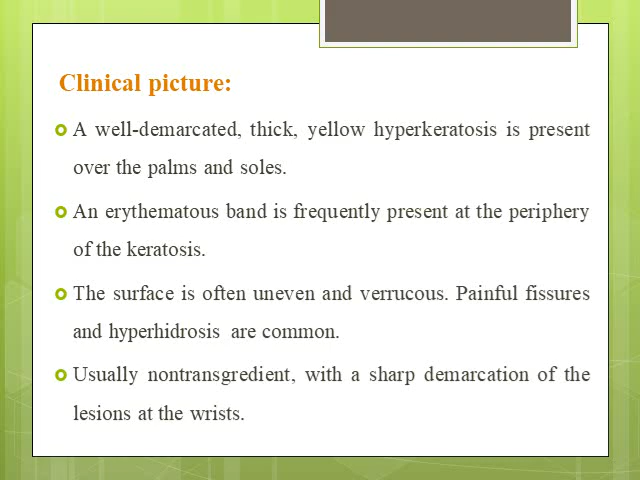 Clinical picture:
A well-demarcated, thick, yellow hyperkeratosis is present
over the palms and soles.
An erythematous band is frequently present at the periphery
of the keratosis.
The surface is often uneven and verrucous. Painful fissures
and hyperhidrosis are common.
Usually nontransgredient, with a sharp demarcation of the
lesions at the wrists.